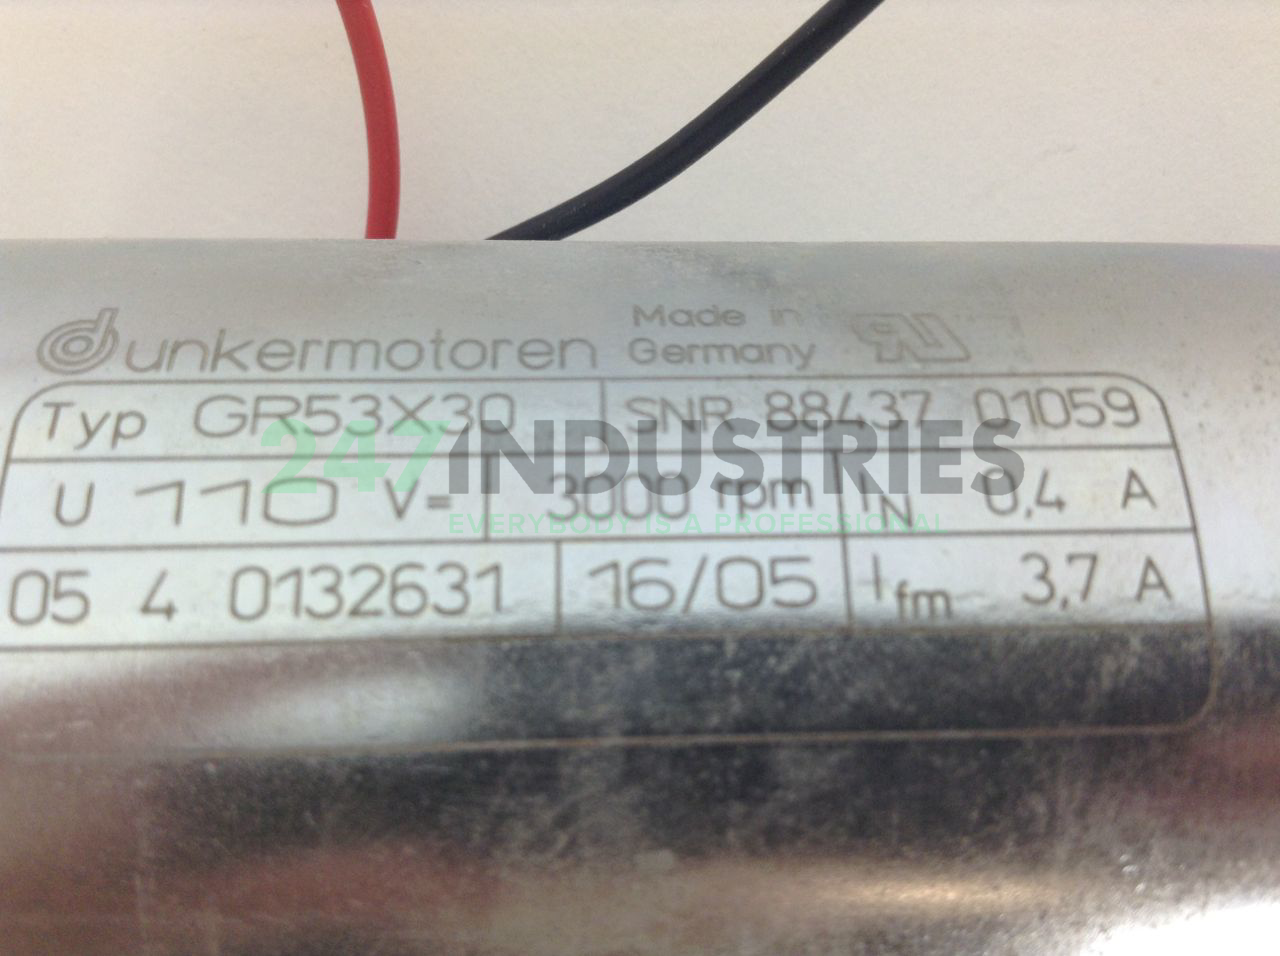 dunkermotoren Made in Germany
Typ GR53X30 SNR 88437 01059
U 110 V= 3000 rpm IN 0,4 A
05 4 0132631 16/05 Ifm 3,7 A
247INDUSTRIES
EVERYBODY IS A PROFESSIONAL